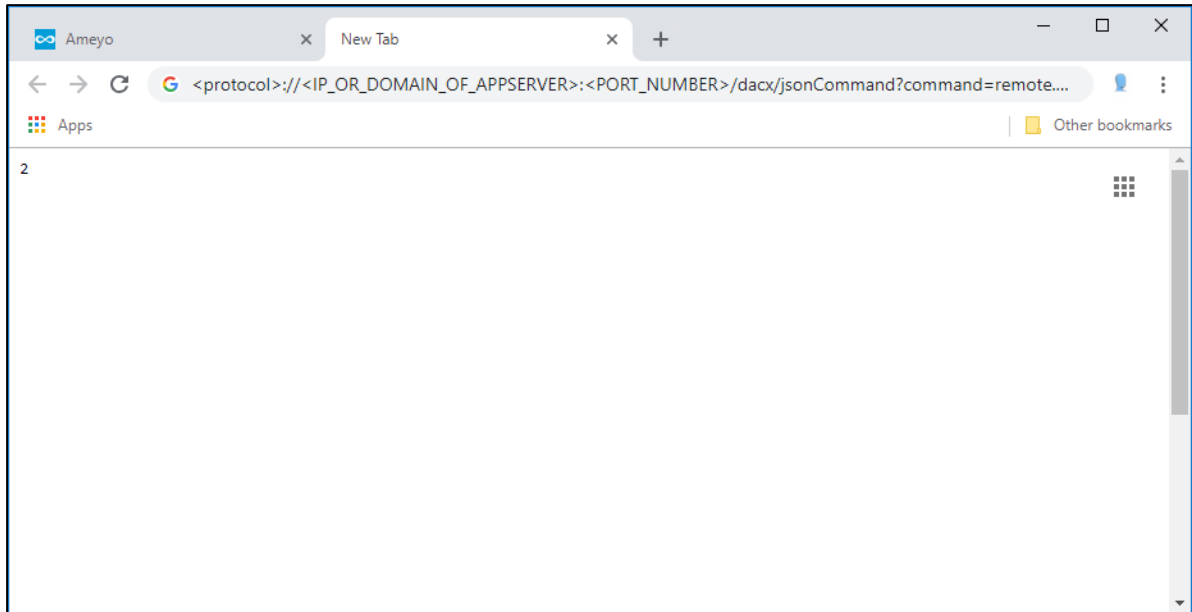 Ameyo New Tab
<protocol>://<IP_OR_DOMAIN_OF_APPSERVER>:<PORT_NUMBER>/dacx/jsonCommand?command=remote....
Apps Other bookmarks
2